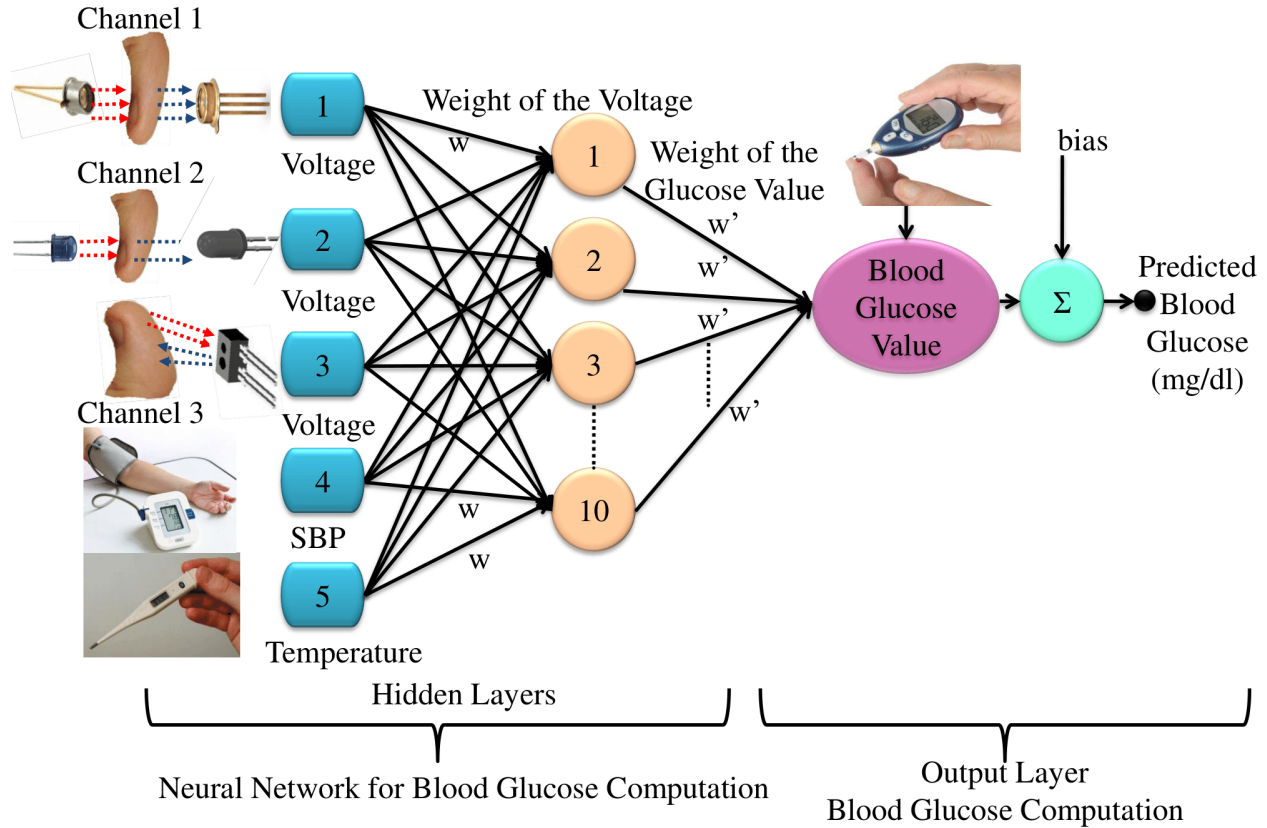 Channel 1
1
Voltage
Channel 2
2
Voltage
3
Voltage
Channel 3
4
SBP
5
Temperature
Weight of the Voltage
w
w
w
1
2
3
10
Weight of the
Glucose Value
w’
w’
w’
w’
Blood
Glucose
Value
bias
Σ
Predicted
Blood
Glucose
(mg/dl)
Hidden Layers
Neural Network for Blood Glucose Computation
Output Layer
Blood Glucose Computation